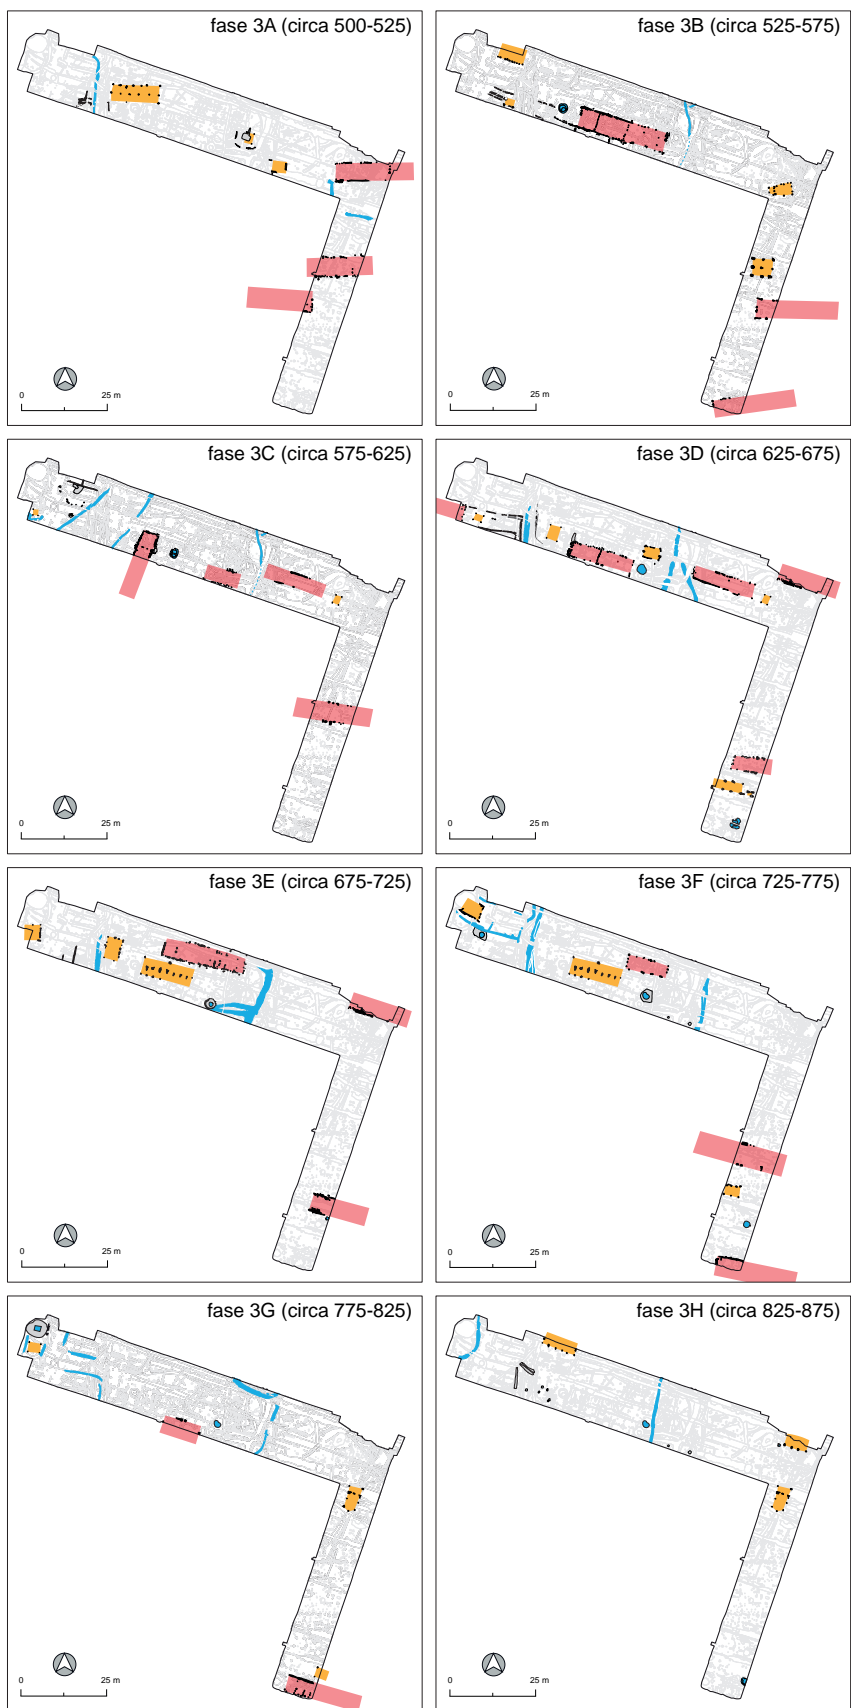 fase 3A (circa 500-525)
0 25 m
fase 3B (circa 525-575)
0 25 m
fase 3C (circa 575-625)
0 25 m
fase 3D (circa 625-675)
0 25 m
fase 3E (circa 675-725)
0 25 m
fase 3F (circa 725-775)
0 25 m
fase 3G (circa 775-825)
0 25 m
fase 3H (circa 825-875)
0 25 m